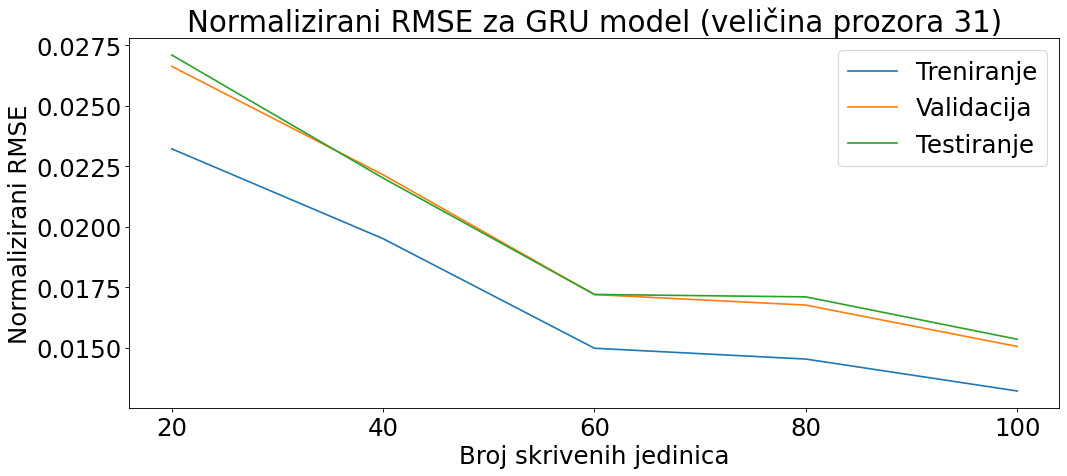 Normalizirani RMSE za GRU model (veličina prozora 31)
Normalizirani RMSE
0.0275
0.0250
0.0225
0.0200
0.0175
0.0150
Treniranje
Validacija
Testiranje
20 40 60 80 100
Broj skrivenih jedinica